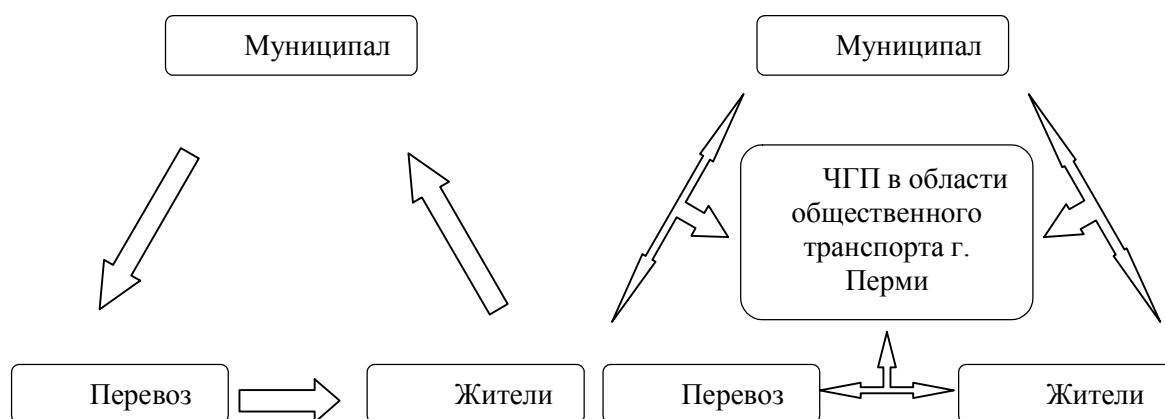 Муниципал
Перевоз
Жители
Муниципал
ЧГП в области
общественного
транспорта г.
Перми
Перевоз
Жители